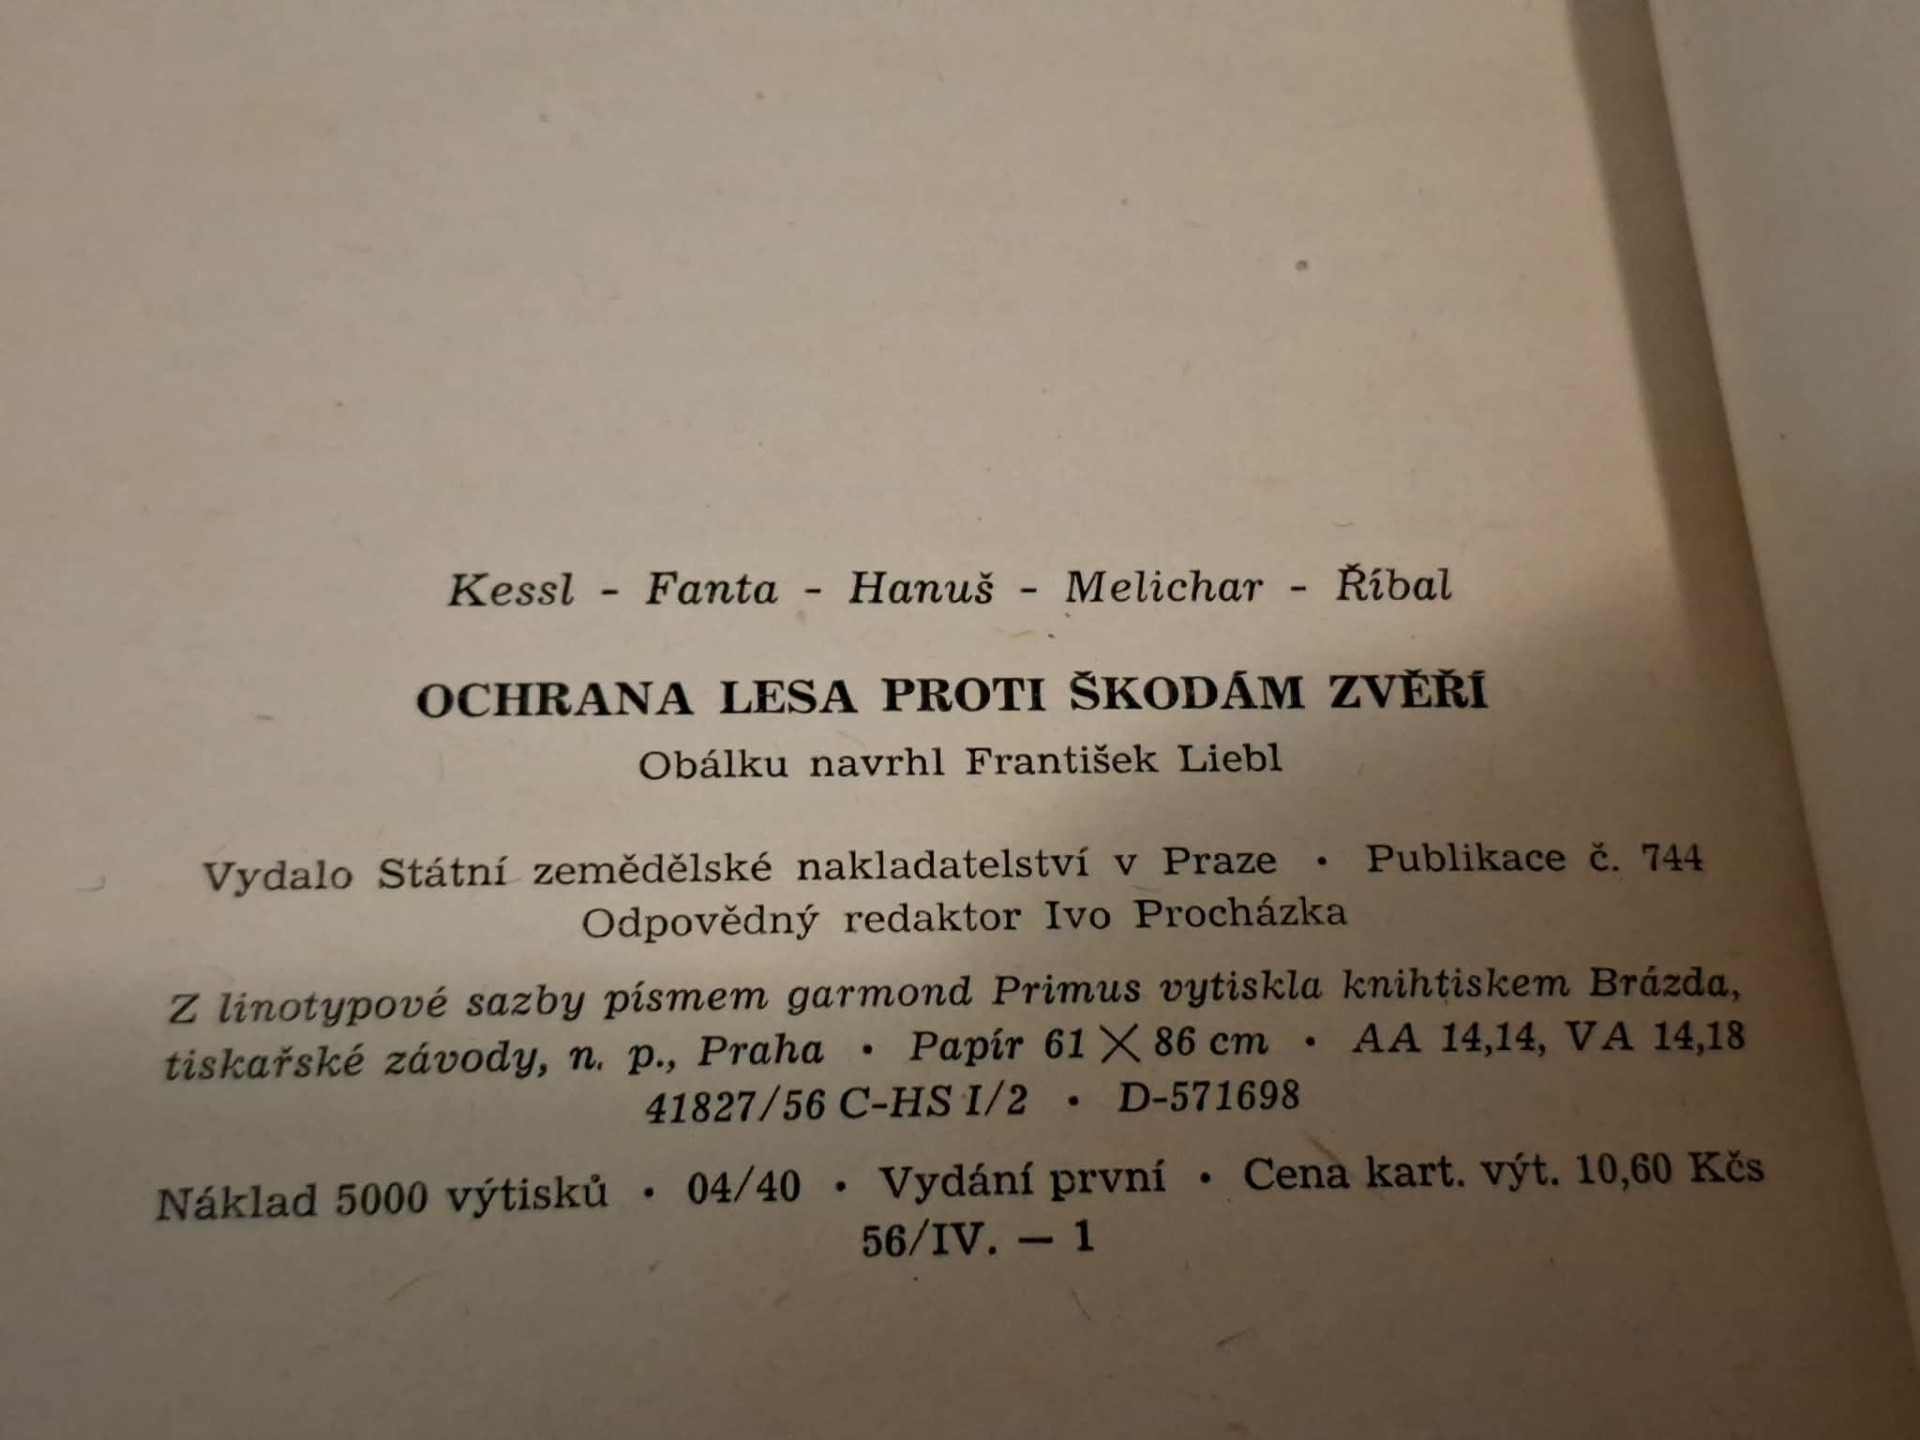 Kessl - Fanta - Hanuš - Melichar - Říbal
OCHRANA LESA PROTI ŠKODÁM ZVĚŘÍ
Obálku navrhl František Liebl
Vydalo Státní zemědělské nakladatelství v Praze • Publikace č. 744
Odpovědný redaktor Ivo Procházka
Z linotypové sazby písmem garmond Primus vytiskla knihtiskem Brázda,
tiskařské závody, n. p., Praha • Papír 61 X 86 cm • AA 14,14, VA 14,18
41827/56 C-HS I/2 • D-571698
Náklad 5000 výtisků • 04/40 • Vydání první • Cena kart. výt. 10,60 Kčs
56/IV. — 1